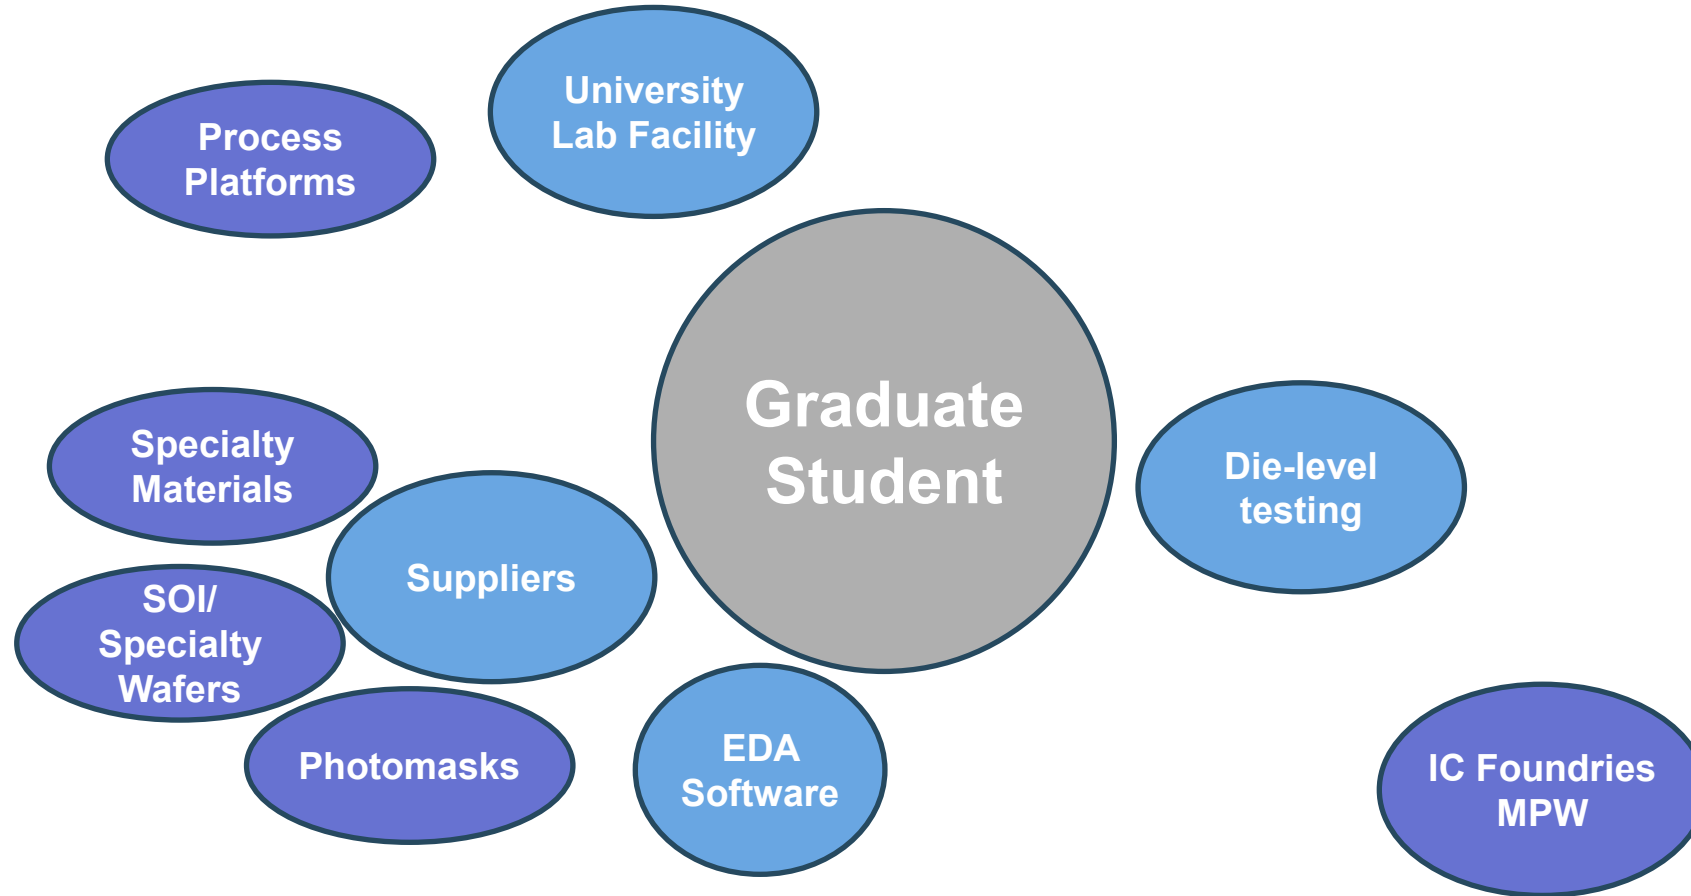 University
Lab Facility
Process
Platforms
Graduate
Student
Specialty
Materials
Die-level
testing
Suppliers
SOI/
Specialty
Wafers
Photomasks
EDA
Software
IC Foundries
MPW